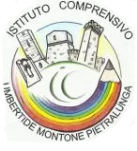 ISTITUTO COMPRENSIVO
UMBERTIDE MONTONE PIETRALUNGA